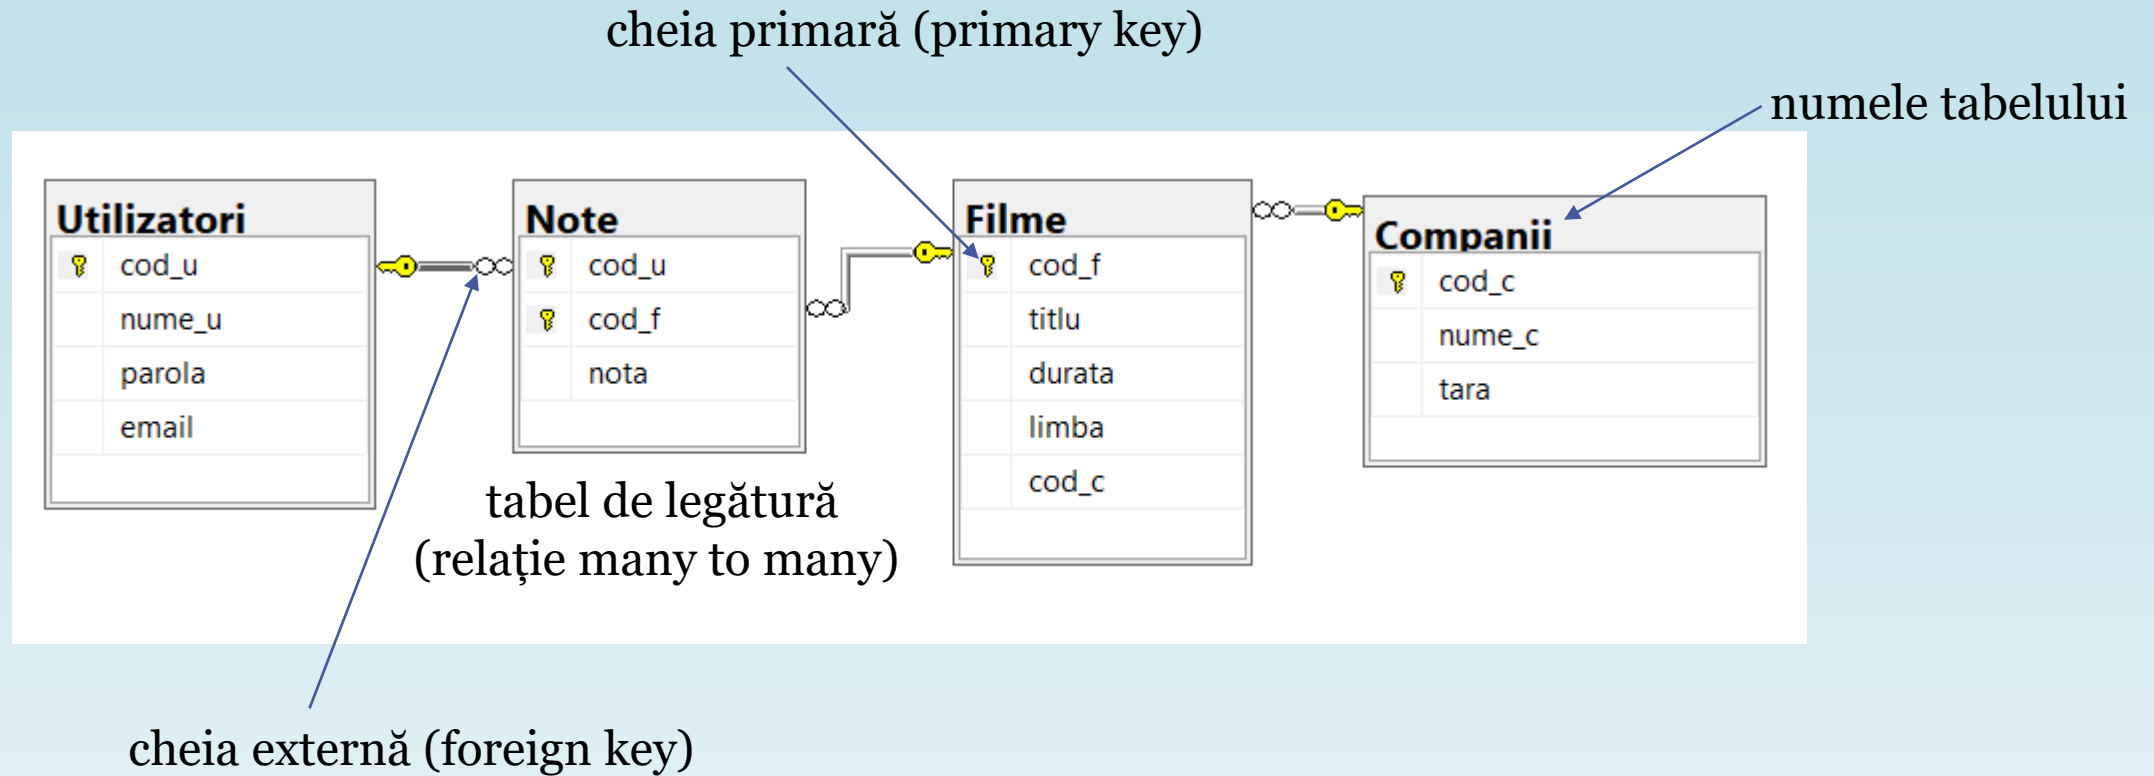 cheia primară (primary key)
numele tabelului
Utilizatori
cod_u
nume_u
parola
email
Note
cod_u
cod_f
nota
Filme
cod_f
titlu
durata
limba
cod_c
Companii
cod_c
nume_c
tara
tabel de legătură
(relație many to many)
cheia externă (foreign key)